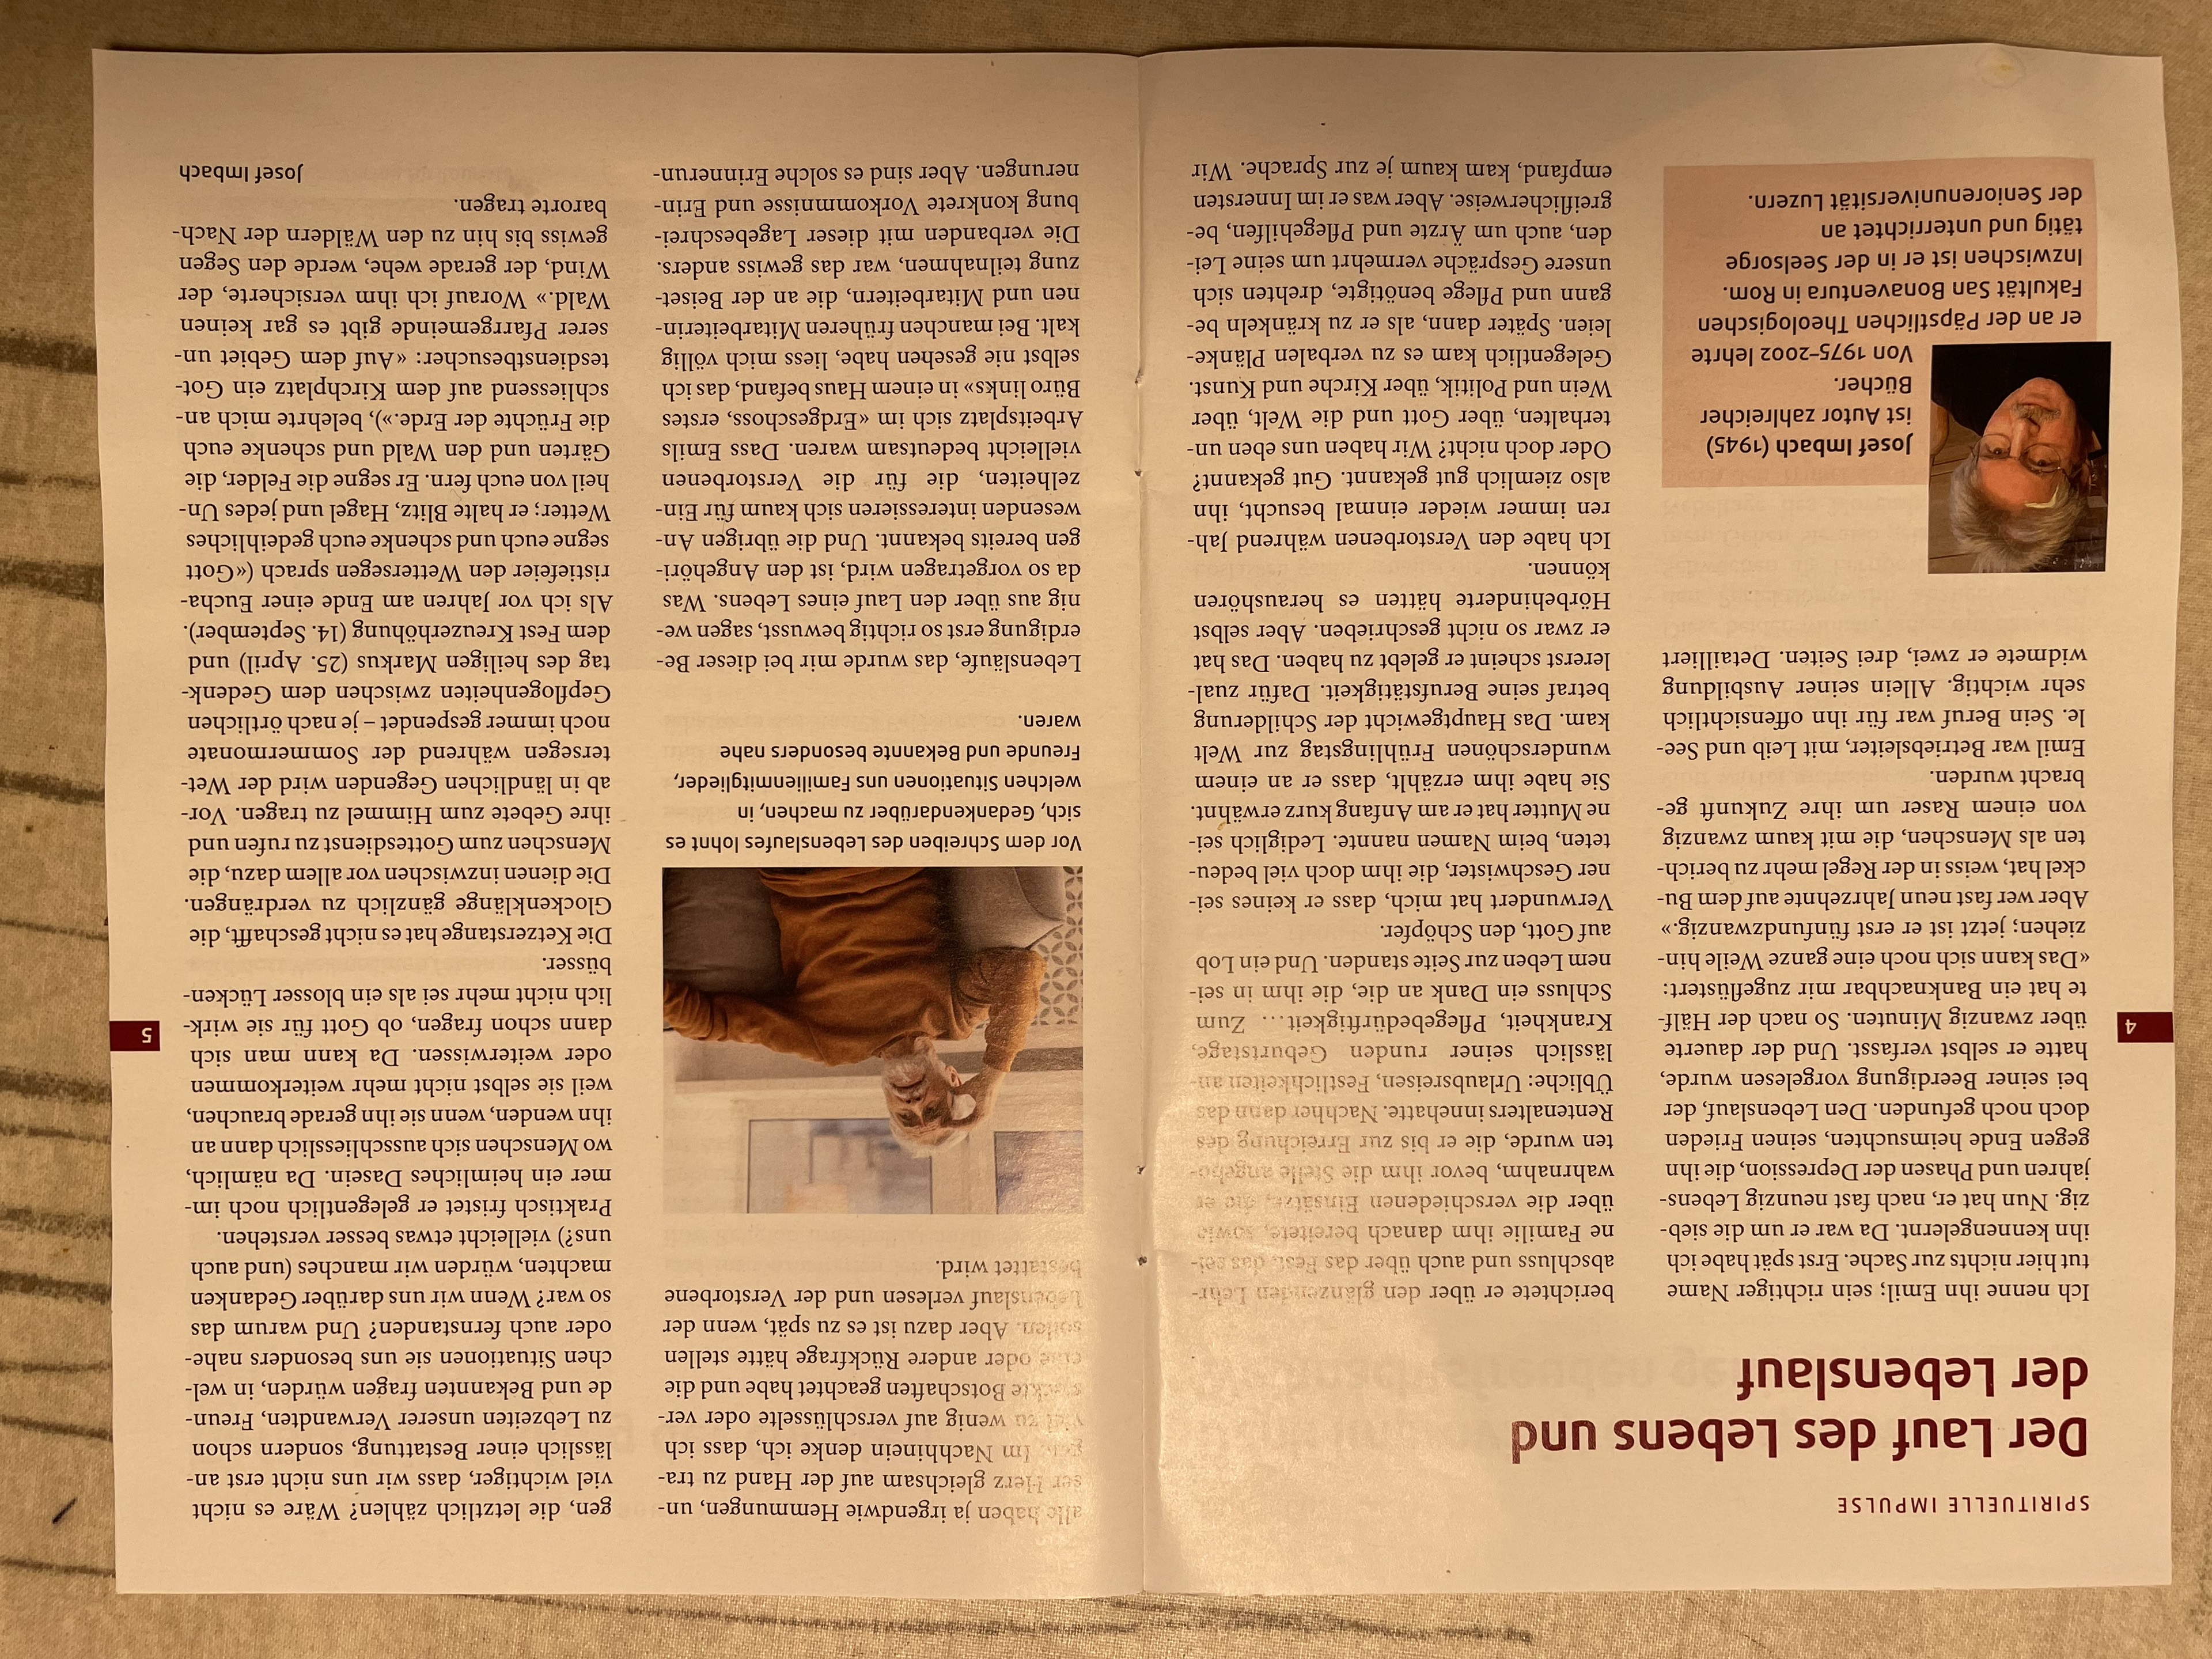 SPIRITUELLE IMPULSE
Der Lauf des Lebens und
der Lebenslauf
Ich nenne ihn Emil; sein richtiger Name
tut hier nichts zur Sache. Erst spät habe ich
ihn kennengelernt. Da war er um die sieb-
zig. Nun hat er, nach fast neunzig Lebens-
jahren und Phasen der Depression, die ihn
gegen Ende heimsuchten, seinen Frieden
doch noch gefunden. Den Lebenslauf, der
bei seiner Beerdigung vorgelesen wurde,
hatte er selbst verfasst. Und der dauerte
über zwanzig Minuten. So nach der Hälf-
te hat ein Banknachbar mir zugeflüstert:
«Das kann sich noch eine ganze Weile hin-
ziehen; jetzt ist er erst fünfundzwanzig.»
Aber wer fast neun Jahrzehnte auf dem Bu-
ckel hat, weiss in der Regel mehr zu berich-
ten als Menschen, die mit kaum zwanzig
von einem Raser um ihre Zukunft ge-
bracht wurden.
Emil war Betriebsleiter, mit Leib und See-
le. Sein Beruf war für ihn offensichtlich
sehr wichtig. Allein seiner Ausbildung
widmete er zwei, drei Seiten. Detailliert
Josef Imbach (1945)
ist Autor zahlreicher
Bücher.
Von 1975–2002 lehrte
er an der Päpstlichen Theologischen
Fakultät San Bonaventura in Rom.
Inzwischen ist er in der Seelsorge
tätig und unterrichtet an
der Seniorenuniversität Luzern.
4
berichtete er über den glänzenden Lehr-
abschluss und auch über das Fest, das sei-
ne Familie ihm danach bereitete, sowie
über die verschiedenen Einsätze, die er
wahrnahm, bevor ihm die Stelle angebo-
ten wurde, die er bis zur Erreichung des
Rentenalters innehatte. Nachher dann das
Übliche: Urlaubsreisen, Festlichkeiten an-
lässlich seiner runden Geburtstage,
Krankheit, Pflegebedürftigkeit… Zum
Schluss ein Dank an die, die ihm in sei-
nem Leben zur Seite standen. Und ein Lob
auf Gott, den Schöpfer.
Verwundert hat mich, dass er keines sei-
ner Geschwister, die ihm doch viel bedeu-
teten, beim Namen nannte. Lediglich sei-
ne Mutter hat er am Anfang kurz erwähnt.
Sie habe ihm erzählt, dass er an einem
wunderschönen Frühlingstag zur Welt
kam. Das Hauptgewicht der Schilderung
betraf seine Berufstätigkeit. Dafür zual-
lererst scheint er gelebt zu haben. Das hat
er zwar so nicht geschrieben. Aber selbst
Hörbehinderte hätten es heraushören
können.
Ich habe den Verstorbenen während Jah-
ren immer wieder einmal besucht, ihn
also ziemlich gut gekannt. Gut gekannt?
Oder doch nicht? Wir haben uns eben un-
terhalten, über Gott und die Welt, über
Wein und Politik, über Kirche und Kunst.
Gelegentlich kam es zu verbalen Plänke-
leien. Später dann, als er zu kränkeln be-
gann und Pflege benötigte, drehten sich
unsere Gespräche vermehrt um seine Lei-
den, auch um Ärzte und Pflegehilfen, be-
greiflicherweise. Aber was er im Innersten
empfand, kam kaum je zur Sprache. Wir
alle haben ja irgendwie Hemmungen, un-
ser Herz gleichsam auf der Hand zu tra-
gen. Im Nachhinein denke ich, dass ich
viel zu wenig auf verschlüsselte oder ver-
steckte Botschaften geachtet habe und die
eine oder andere Rückfrage hätte stellen
sollen. Aber dazu ist es zu spät, wenn der
Lebenslauf verlesen und der Verstorbene
bestattet wird.
Vor dem Schreiben des Lebenslaufes lohnt es
sich, Gedankendarüber zu machen, in
welchen Situationen uns Familienmitglieder,
Freunde und Bekannte besonders nahe
waren.
Lebensläufe, das wurde mir bei dieser Be-
erdigung erst so richtig bewusst, sagen we-
nig aus über den Lauf eines Lebens. Was
da so vorgetragen wird, ist den Angehöri-
gen bereits bekannt. Und die übrigen An-
wesenden interessieren sich kaum für Ein-
zelheiten, die für die Verstorbenen
vielleicht bedeutsam waren. Dass Emils
Arbeitsplatz sich im «Erdgeschoss, erstes
Büro links» in einem Haus befand, das ich
selbst nie gesehen habe, liess mich völlig
kalt. Bei manchen früheren Mitarbeiterin-
nen und Mitarbeitern, die an der Beiset-
zung teilnahmen, war das gewiss anders.
Die verbanden mit dieser Lagebeschrei-
bung konkrete Vorkommnisse und Erin-
nerungen. Aber sind es solche Erinnerun-
gen, die letztlich zählen? Wäre es nicht
viel wichtiger, dass wir uns nicht erst an-
lässlich einer Bestattung, sondern schon
zu Lebzeiten unserer Verwandten, Freun-
de und Bekannten fragen würden, in wel-
chen Situationen sie uns besonders nahe-
oder auch fernstanden? Und warum das
so war? Wenn wir uns darüber Gedanken
machten, würden wir manches (und auch
uns?) vielleicht etwas besser verstehen.
Praktisch fristet er gelegentlich noch im-
mer ein heimliches Dasein. Da nämlich,
wo Menschen sich ausschliesslich dann an
ihn wenden, wenn sie ihn gerade brauchen,
weil sie selbst nicht mehr weiterkommen
oder weiterwissen. Da kann man sich
dann schon fragen, ob Gott für sie wirk-
lich nicht mehr sei als ein blosser Lücken-
büsser.
Die Ketzerstange hat es nicht geschafft, die
Glockenklänge gänzlich zu verdrängen.
Die dienen inzwischen vor allem dazu, die
Menschen zum Gottesdienst zu rufen und
ihre Gebete zum Himmel zu tragen. Vor-
ab in ländlichen Gegenden wird der Wet-
tersegen während der Sommermonate
noch immer gespendet – je nach örtlichen
Gepflogenheiten zwischen dem Gedenk-
tag des heiligen Markus (25. April) und
dem Fest Kreuzerhöhung (14. September).
Als ich vor Jahren am Ende einer Eucha-
ristiefeier den Wettersegen sprach («Gott
segne euch und schenke euch gedeihliches
Wetter; er halte Blitz, Hagel und jedes Un-
heil von euch fern. Er segne die Felder, die
Gärten und den Wald und schenke euch
die Früchte der Erde.»), belehrte mich an-
schliessend auf dem Kirchplatz ein Got-
tesdienstbesucher: «Auf dem Gebiet un-
serer Pfarrgemeinde gibt es gar keinen
Wald.» Worauf ich ihm versicherte, der
Wind, der gerade wehe, werde den Segen
gewiss bis hin zu den Wäldern der Nach-
barorte tragen.
Josef Imbach
5